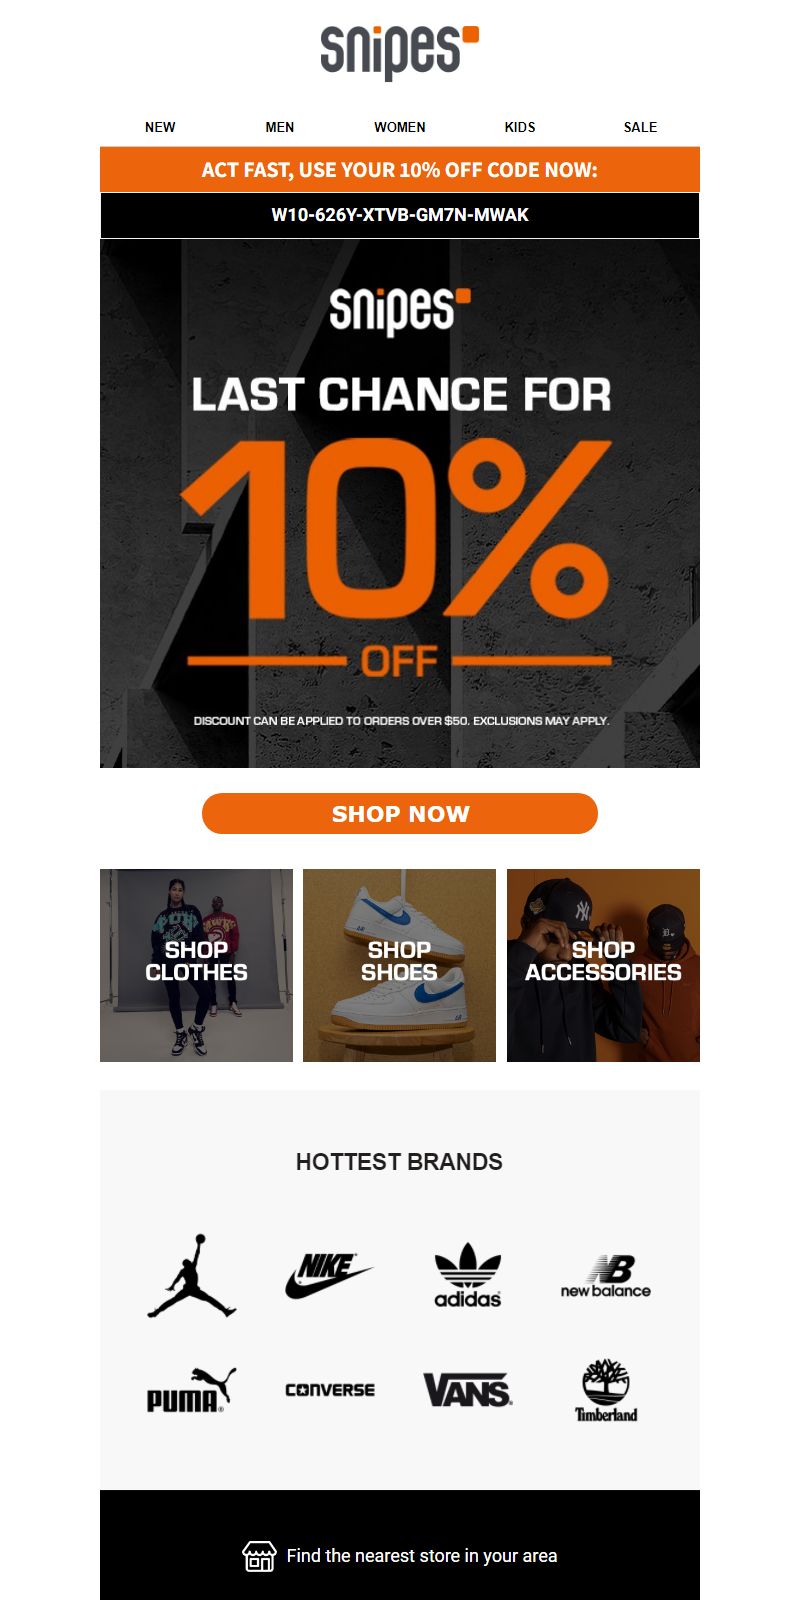 snipes
NEW MEN WOMEN KIDS SALE
ACT FAST, USE YOUR 10% OFF CODE NOW:
W10-626Y-XTVB-GM7N-MWAK
snipes
LAST CHANCE FOR
10%
OFF
DISCOUNT CAN BE APPLIED TO ORDERS OVER $50. EXCLUSIONS MAY APPLY.
SHOP NOW
SHOP
CLOTHES
SHOP
SHOES
SHOP
ACCESSORIES
HOTTEST BRANDS
NIKE
adidas
NB
new balance
PUMA®
CONVERSE
VANS®
Timberland
Find the nearest store in your area